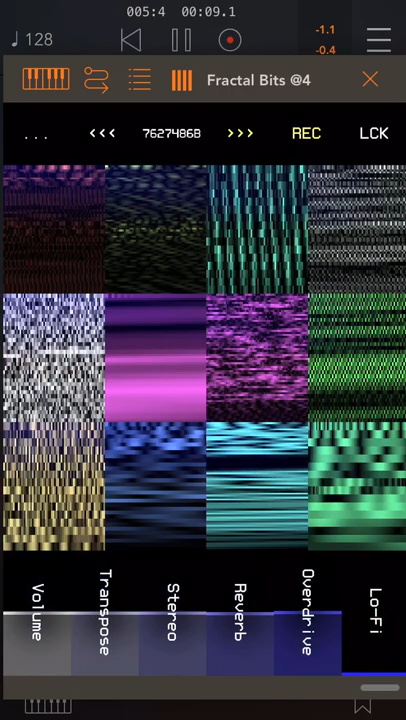 005:4 00:09.1
♩128
-1.1
-0.4
Fractal Bits @4
... <<< 7627486B >>> REC LCK
Volume
Transpose
Stereo
Reverb
Overdrive
Lo-Fi